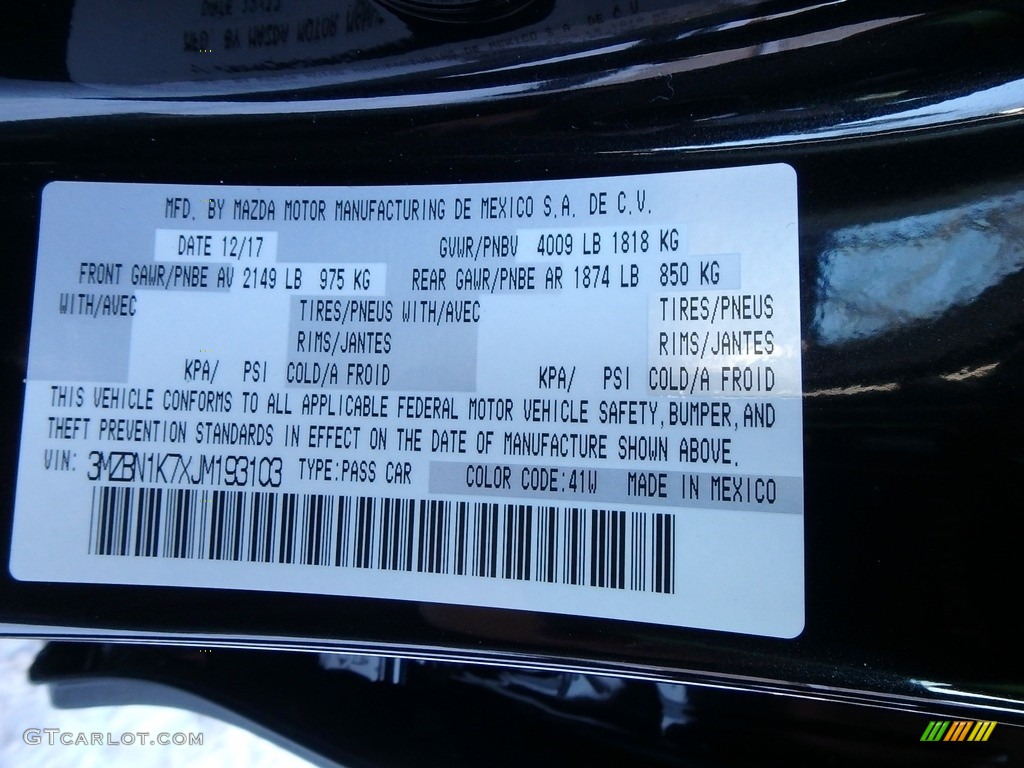 MFD. BY MAZDA MOTOR MANUFACTURING DE MEXICO S.A. DE C.V.
DATE 12/17 GVWR/PNBV 4009 LB 1818 KG
FRONT GAWR/PNBE AV 2149 LB 975 KG REAR GAWR/PNBE AR 1874 LB 850 KG
WITH/AVEC TIRES/PNEUS WITH/AVEC TIRES/PNEUS
RIMS/JANTES RIMS/JANTES
KPA/ PSI COLD/A FROID KPA/ PSI COLD/A FROID
THIS VEHICLE CONFORMS TO ALL APPLICABLE FEDERAL MOTOR VEHICLE SAFETY, BUMPER, AND
THEFT PREVENTION STANDARDS IN EFFECT ON THE DATE OF MANUFACTURE SHOWN ABOVE.
VIN: 3MZBN1K7XJM193103 TYPE:PASS CAR COLOR CODE:41W MADE IN MEXICO
GTCARLOT.COM